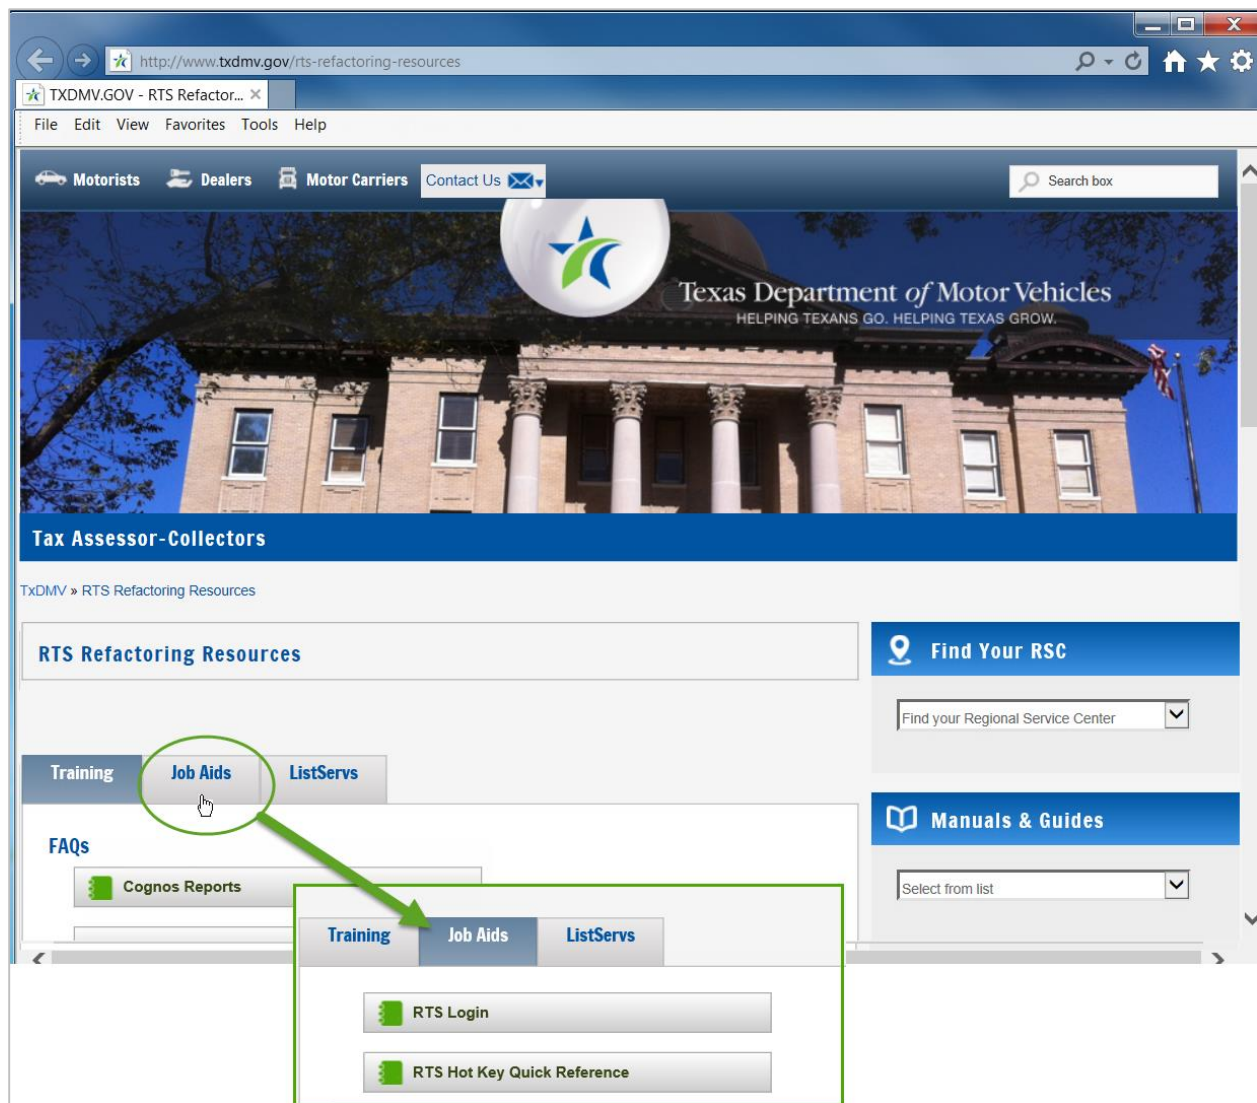 http://www.txdmv.gov/rts-refactoring-resources
TXDMV.GOV - RTS Refactor...
File Edit View Favorites Tools Help
Motorists Dealers Motor Carriers Contact Us Search box
Texas Department of Motor Vehicles
HELPING TEXANS GO. HELPING TEXAS GROW.
Tax Assessor-Collectors
TxDMV » RTS Refactoring Resources
RTS Refactoring Resources
Find Your RSC
Find your Regional Service Center
Training Job Aids ListServs
Manuals & Guides
FAQs
Cognos Reports
Select from list
Training Job Aids ListServs
RTS Login
RTS Hot Key Quick Reference